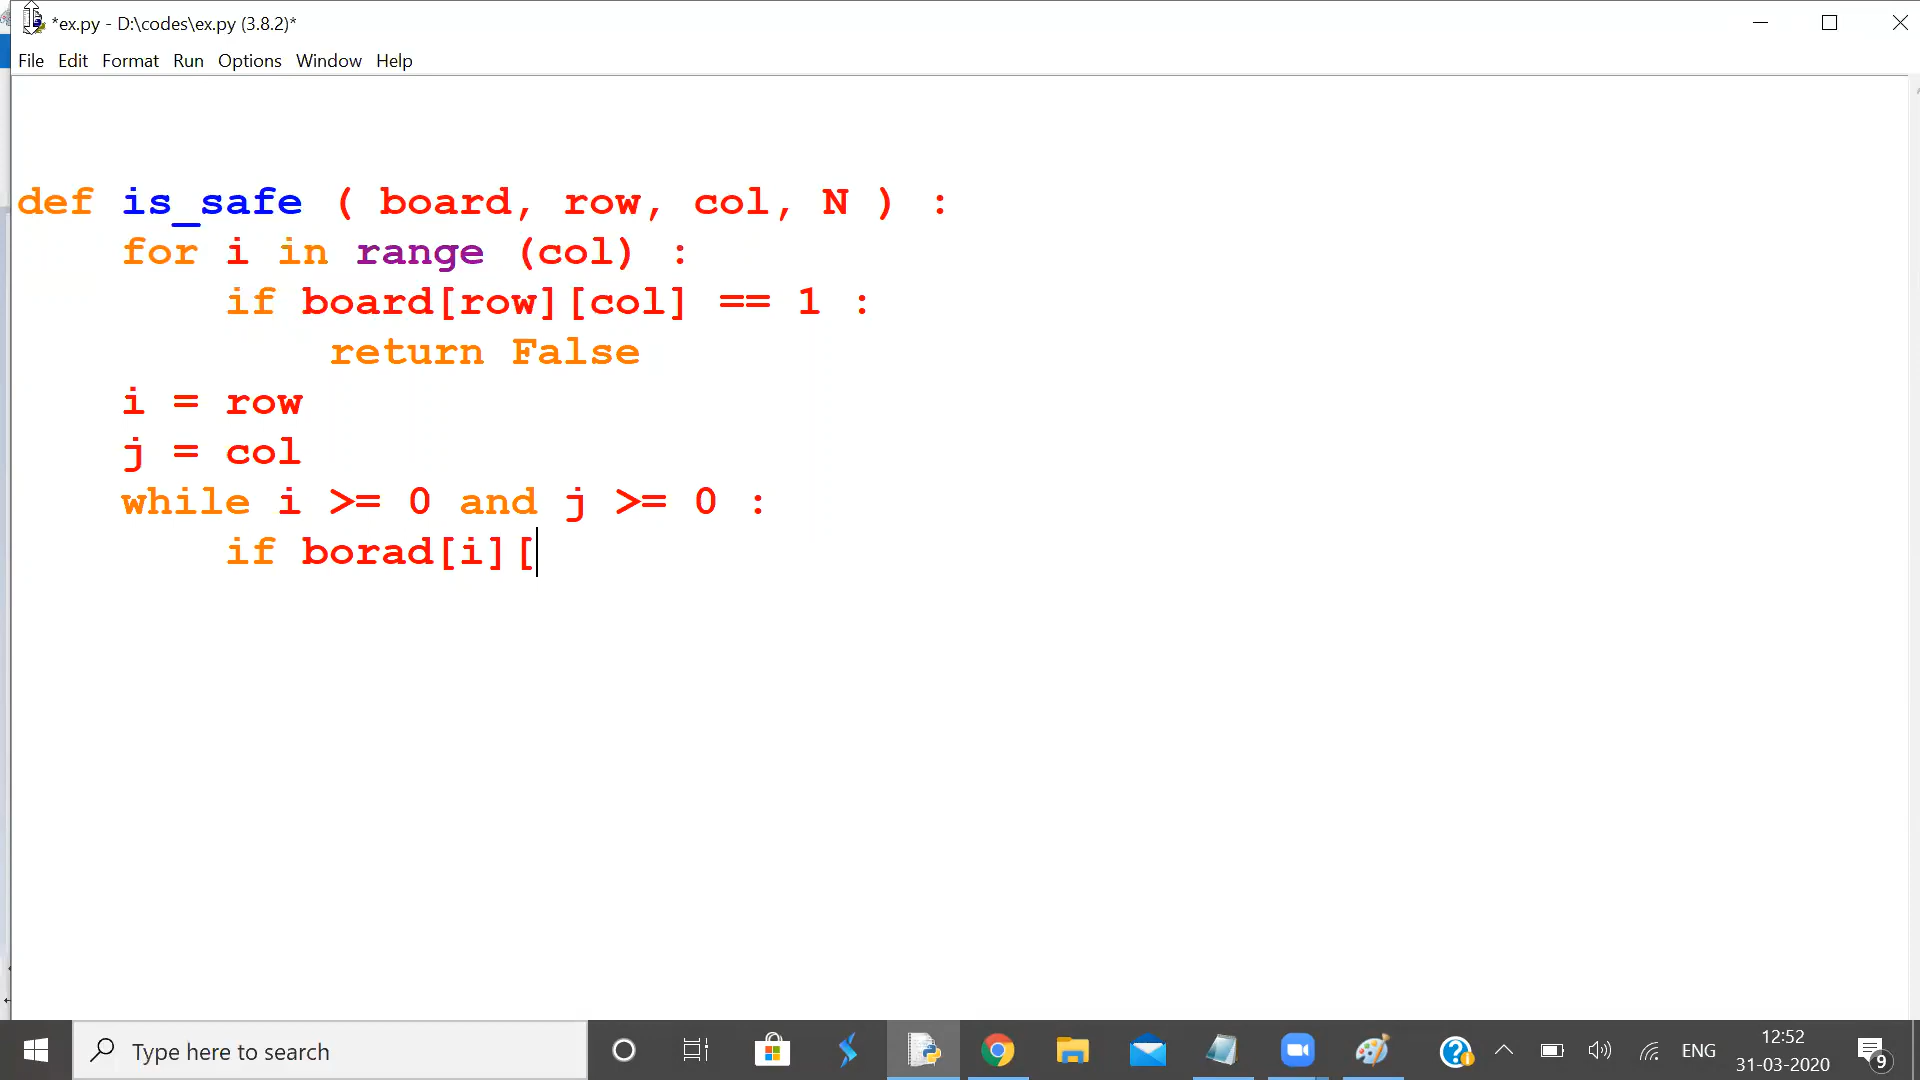 *ex.py - D:\codes\ex.py (3.8.2)*
File Edit Format Run Options Window Help
def is_safe ( board, row, col, N ) :
    for i in range (col) :
        if board[row][col] == 1 :
            return False
    i = row
    j = col
    while i >= 0 and j >= 0 :
        if borad[i][
Type here to search
ENG
12:52
31-03-2020
9